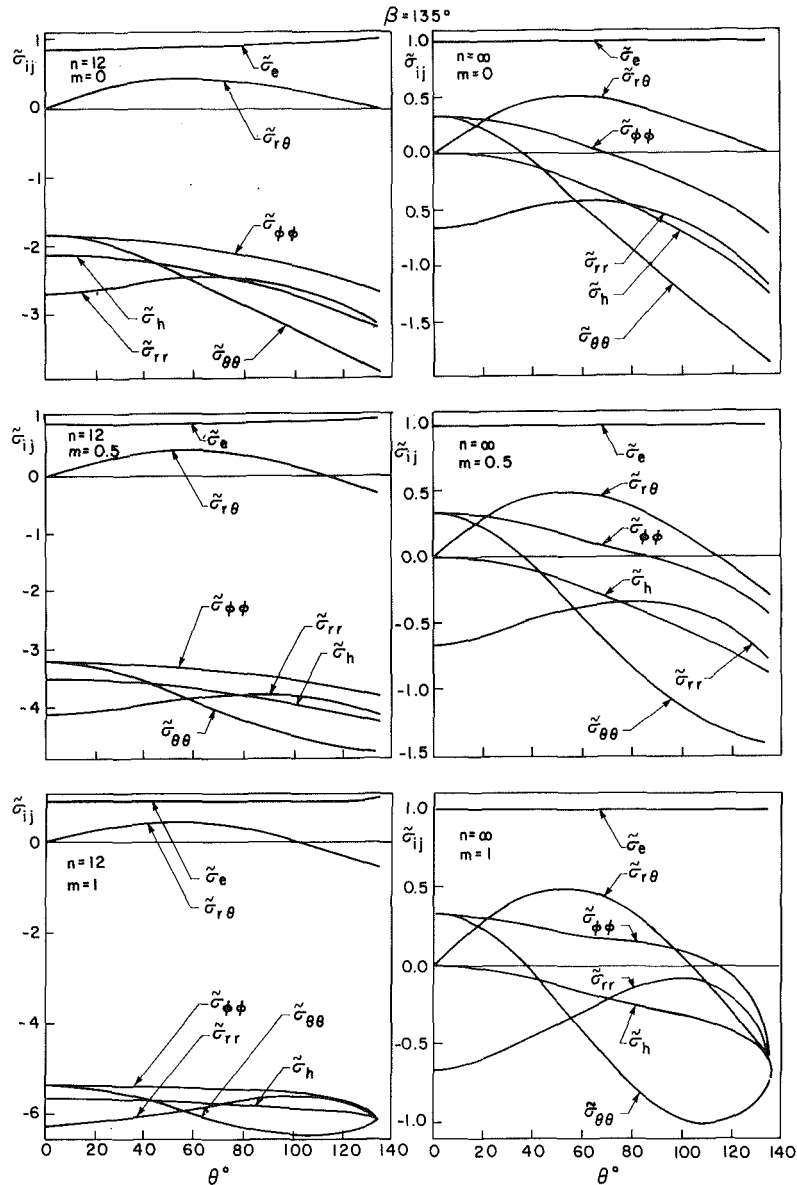 β=135°
σ̃ij
n=12
m=0
σ̃e
σ̃rθ
σ̃φφ
σ̃h
σ̃rr
σ̃θθ
1
0
-1
-2
-3
σ̃ij
n=∞
m=0
σ̃e
σ̃rθ
σ̃φφ
σ̃rr
σ̃h
σ̃θθ
1.0
0.5
0.0
0.5
-1.0
-1.5
σ̃ij
n=12
m=0.5
σ̃e
σ̃rθ
σ̃φφ
σ̃rr
σ̃h
σ̃θθ
1
0
-1
-2
-3
-4
σ̃ij
n=∞
m=0.5
σ̃e
σ̃rθ
σ̃φφ
σ̃h
σ̃rr
σ̃θθ
1.0
0.5
0.0
-0.5
-1.0
-1.5
σ̃ij
n=12
m=1
σ̃e
σ̃rθ
σ̃φφ
σ̃θθ
σ̃rr
σ̃h
0
-2
-4
-6
0 20 40 60 80 100 120 140
θ°
σ̃ij
n=∞
m=1
σ̃e
σ̃rθ
σ̃φφ
σ̃rr
σ̃h
σ̃θθ
1.0
0.5
0.0
-0.5
-1.0
0 20 40 60 80 100 120 140
θ°